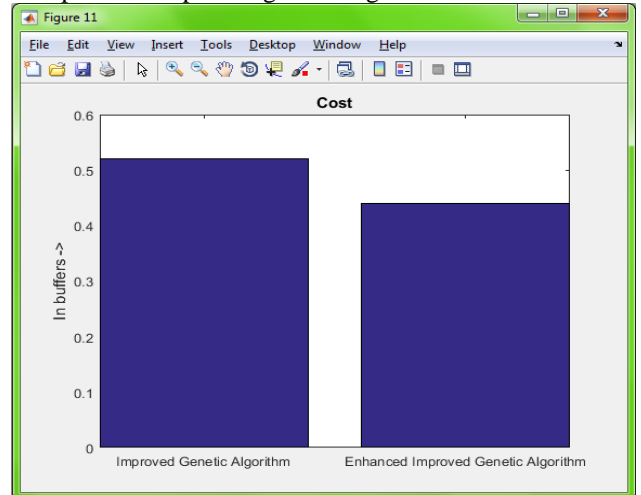 Figure 11
File Edit View Insert Tools Desktop Window Help
Cost
0.6
0.5
0.4
0.3
0.2
0.1
0
In buffers ->
Improved Genetic Algorithm Enhanced Improved Genetic Algorithm